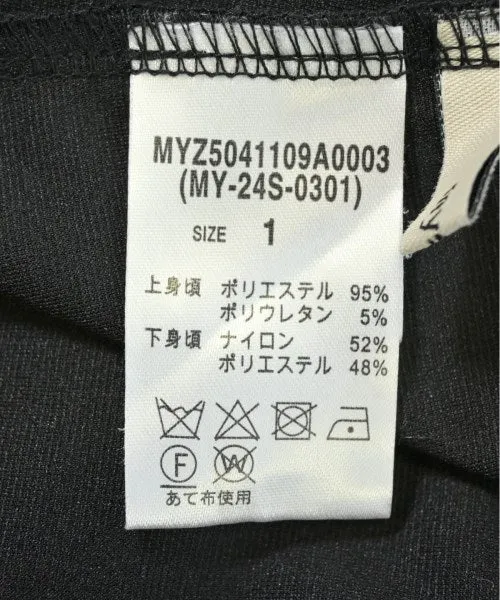 MYZ5041109A0003
(MY-24S-0301)
SIZE 1
上身頃 ポリエステル 95%
ポリウレタン 5%
下身頃 ナイロン 52%
ポリエステル 48%
F W
あて布使用